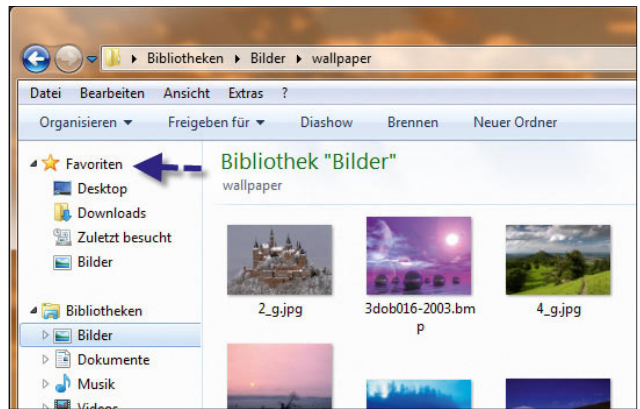 Bibliotheken Bilder wallpaper
Datei Bearbeiten Ansicht Extras ?
Organisieren Freigeben für Diashow Brennen Neuer Ordner
Favoriten
Desktop
Downloads
Zuletzt besucht
Bilder
Bibliotheken
Bilder
Dokumente
Musik
Videos
Bibliothek "Bilder"
wallpaper
2_g.jpg
3dob016-2003.bm
p
4_g.jpg